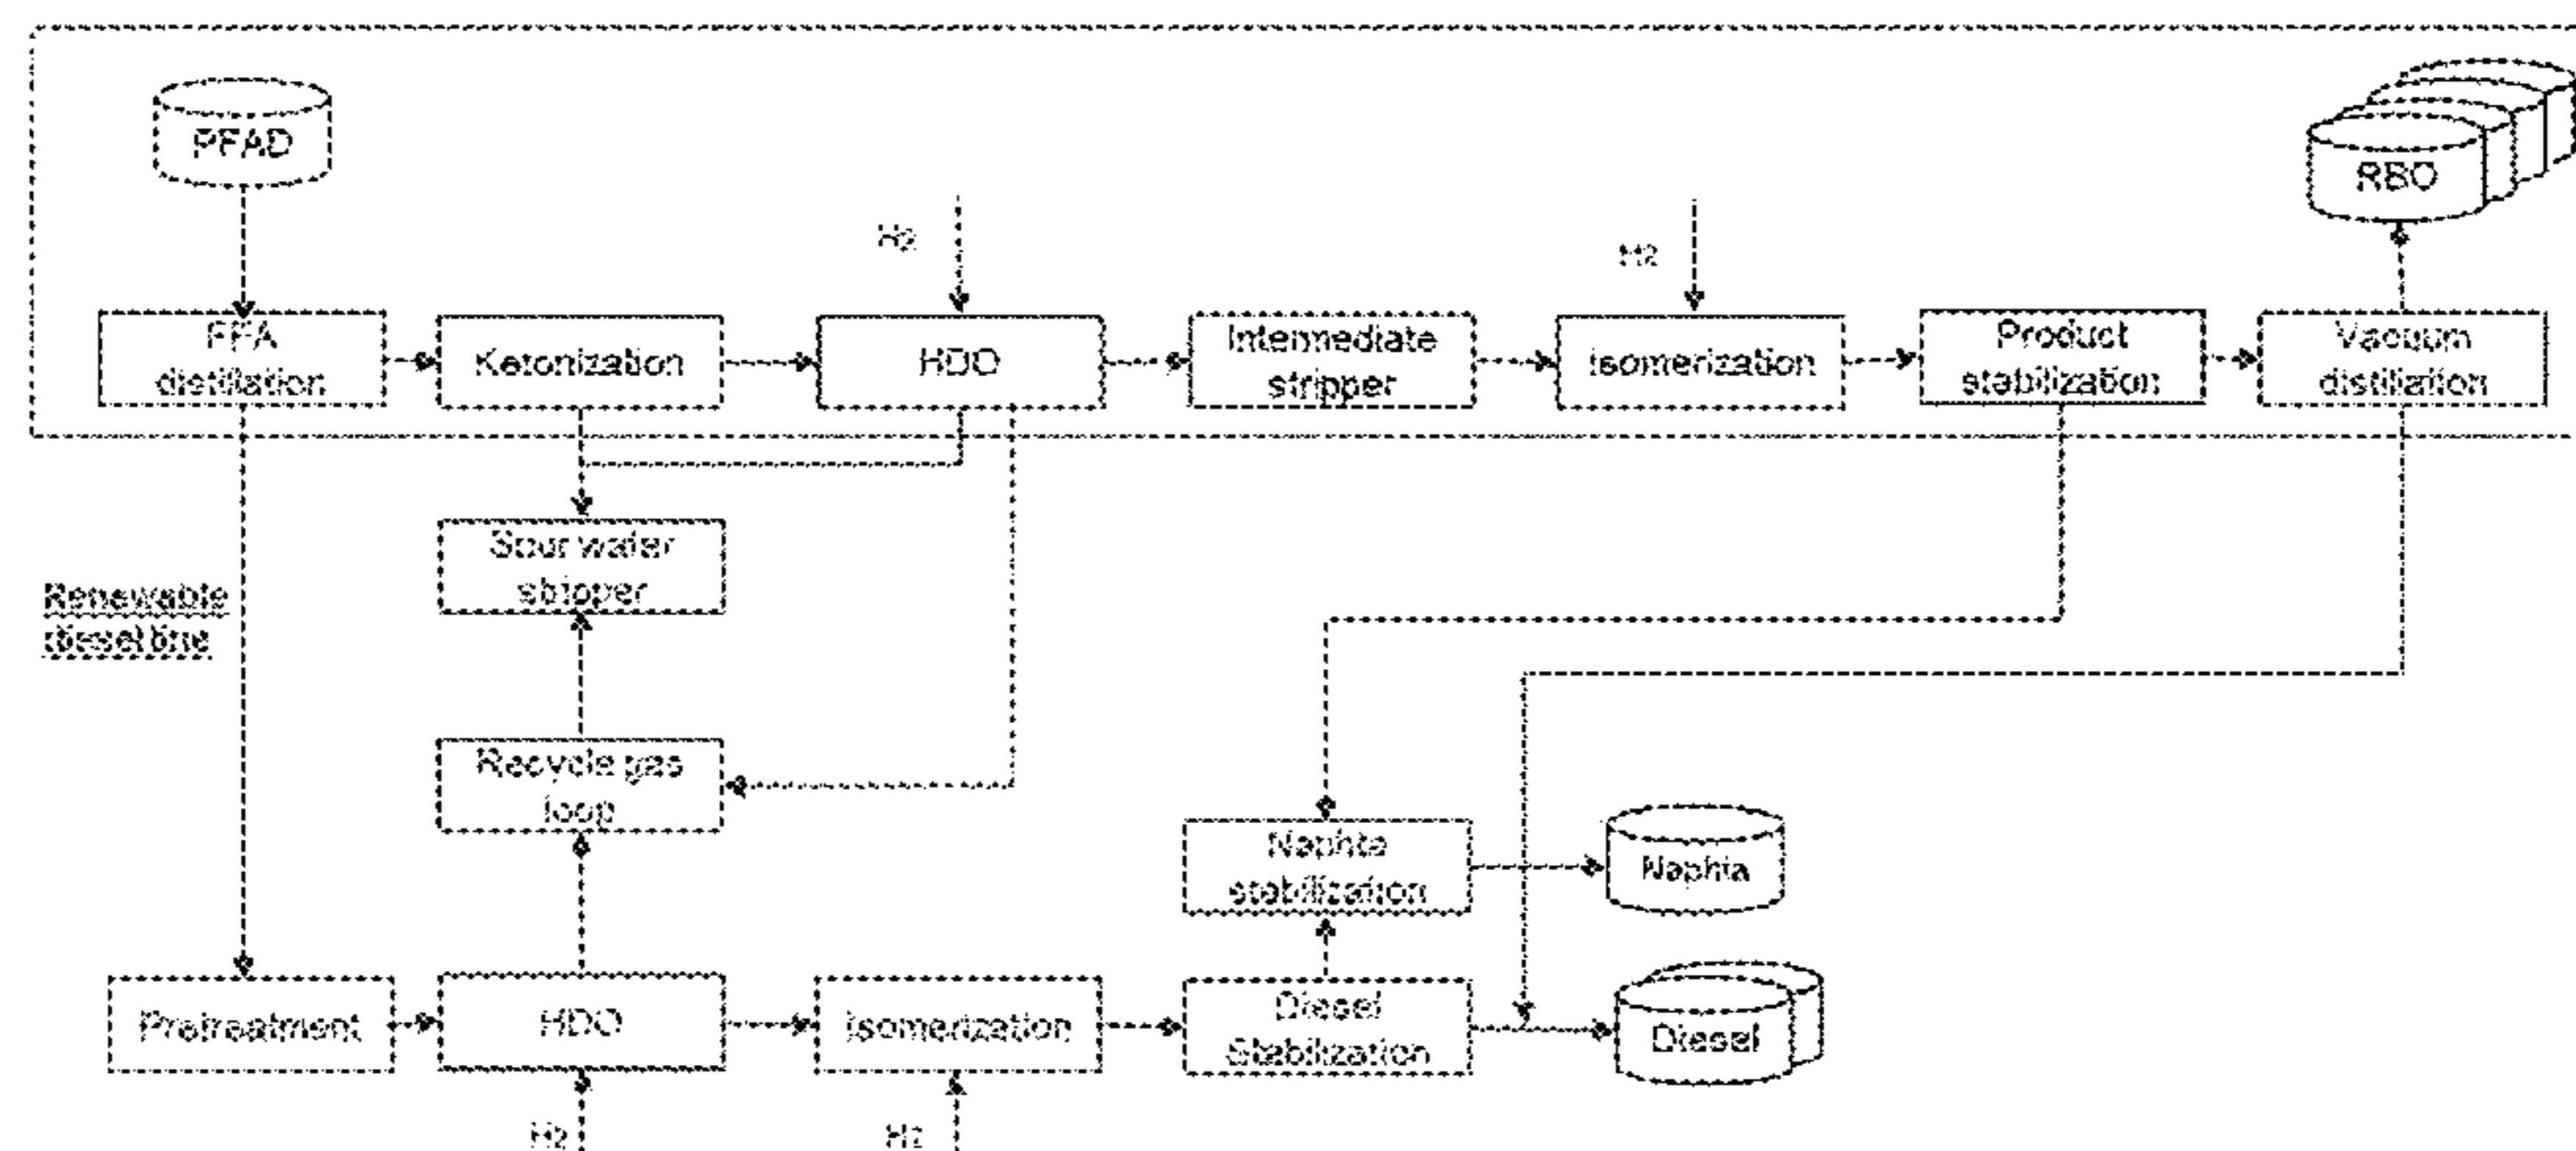 PFAD
RBO
H2
H2
FFA
distillation
Ketonization
HDO
Intermediate
stripper
Isomerization
Product
stabilization
Vacuum
distillation
Sour water
stripper
Renewable
diesel line
Recycle gas
loop
Naphta
stabilization
Naphta
Pretreatment
HDO
Isomerization
Diesel
Stabilization
Diesel
H2
H2